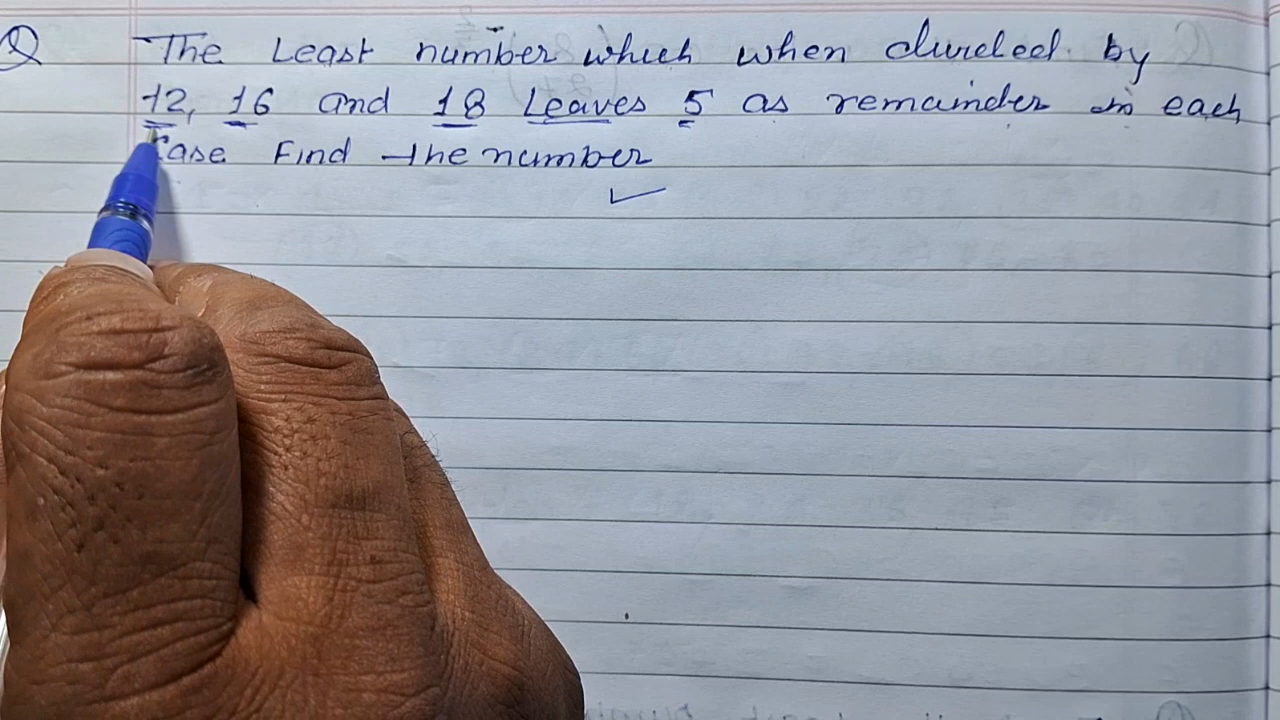 Q The Least number which when divided by
12, 16 and 18 Leaves 5 as remainder in each
Case Find the number